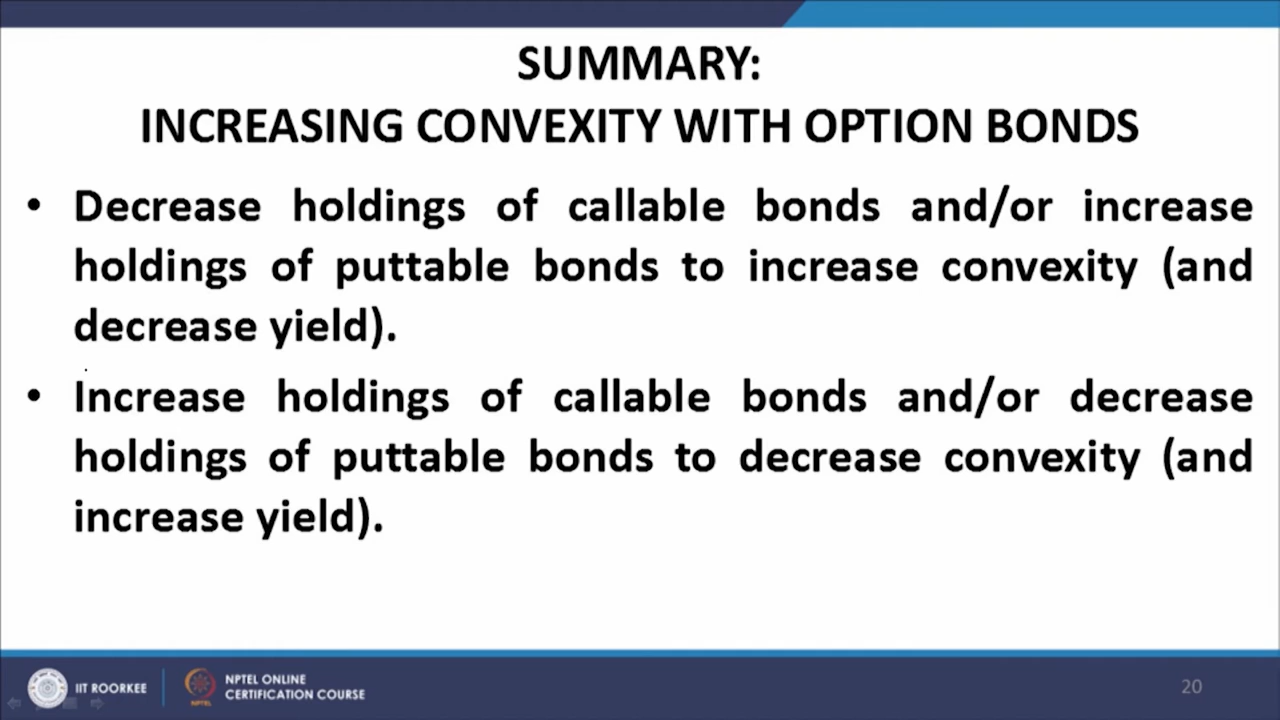 SUMMARY:
INCREASING CONVEXITY WITH OPTION BONDS
• Decrease holdings of callable bonds and/or increase
holdings of puttable bonds to increase convexity (and
decrease yield).
• Increase holdings of callable bonds and/or decrease
holdings of puttable bonds to decrease convexity (and
increase yield).
IIT ROORKEE
NPTEL ONLINE
CERTIFICATION COURSE
20